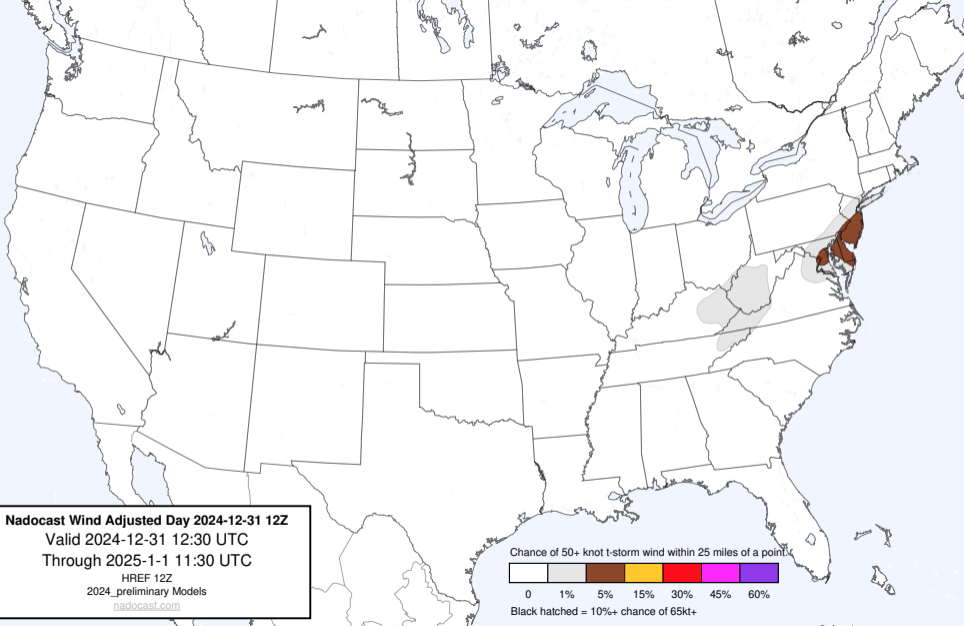 Nadocast Wind Adjusted Day 2024-12-31 12Z
Valid 2024-12-31 12:30 UTC
Through 2025-1-1 11:30 UTC
HREF 12Z
2024_preliminary Models
nadocast.com
Chance of 50+ knot t-storm wind within 25 miles of a point.
0 1% 5% 15% 30% 45% 60%
Black hatched = 10%+ chance of 65kt+